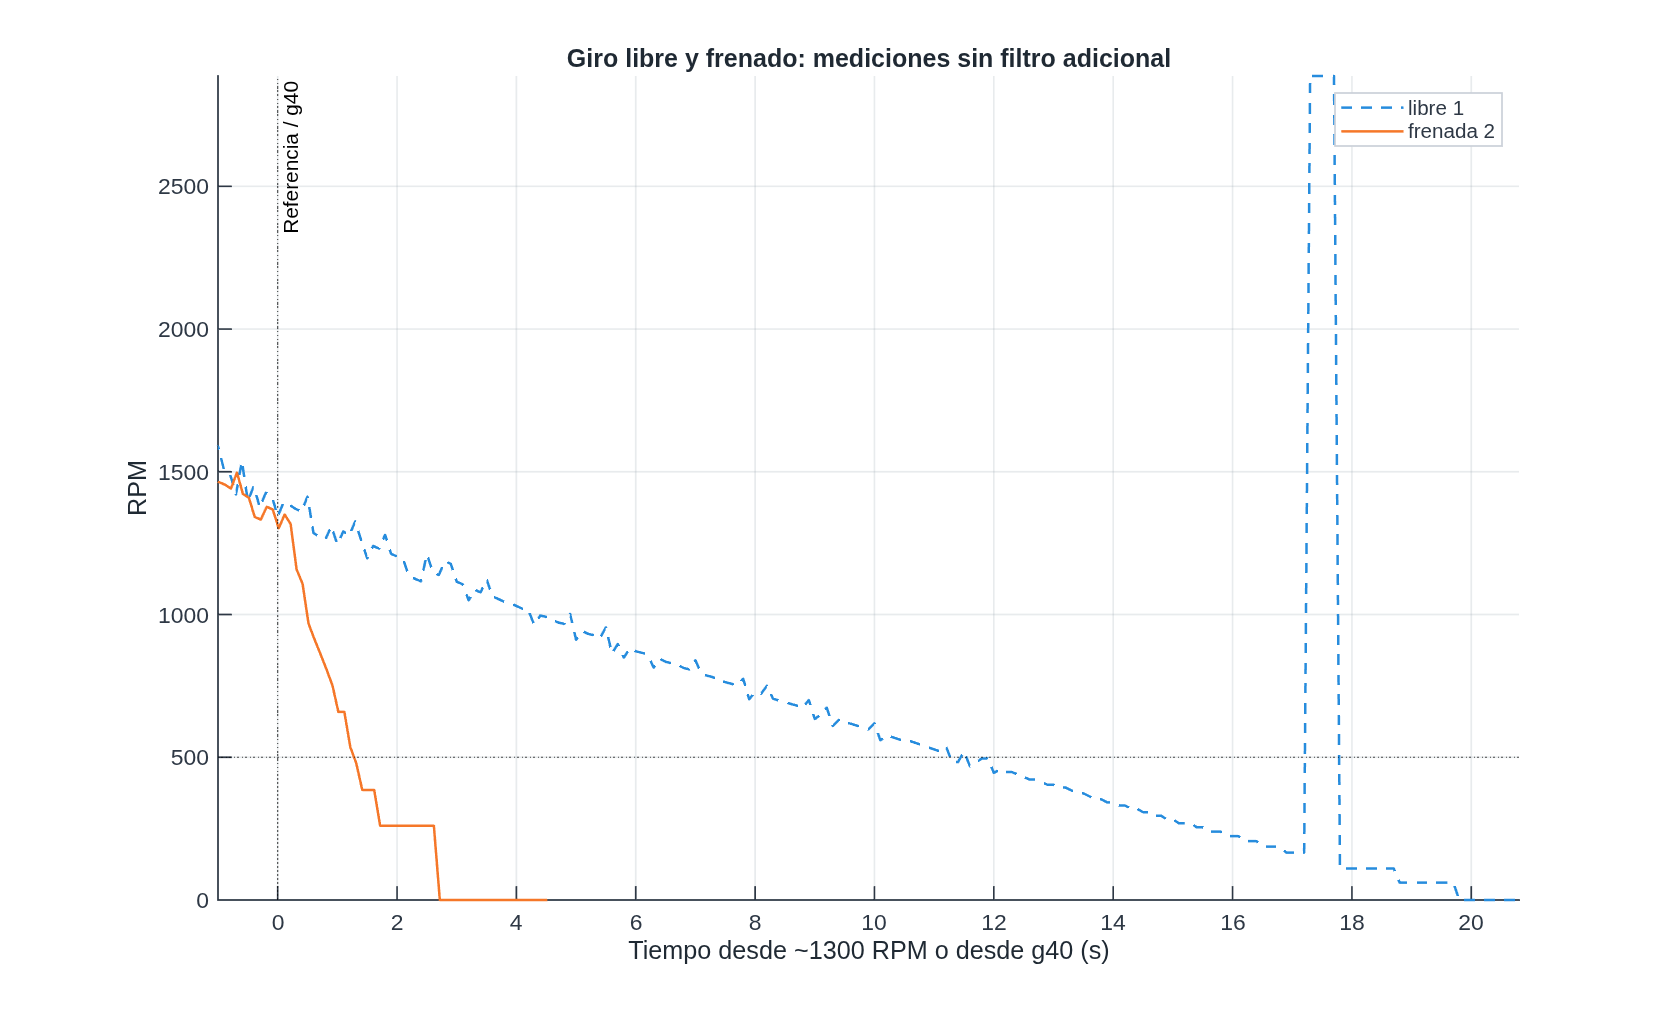 Giro libre y frenado: mediciones sin filtro adicional
Referencia / g40
libre 1
frenada 2
RPM
2500
2000
1500
1000
500
0
0 2 4 6 8 10 12 14 16 18 20
Tiempo desde ~1300 RPM o desde g40 (s)